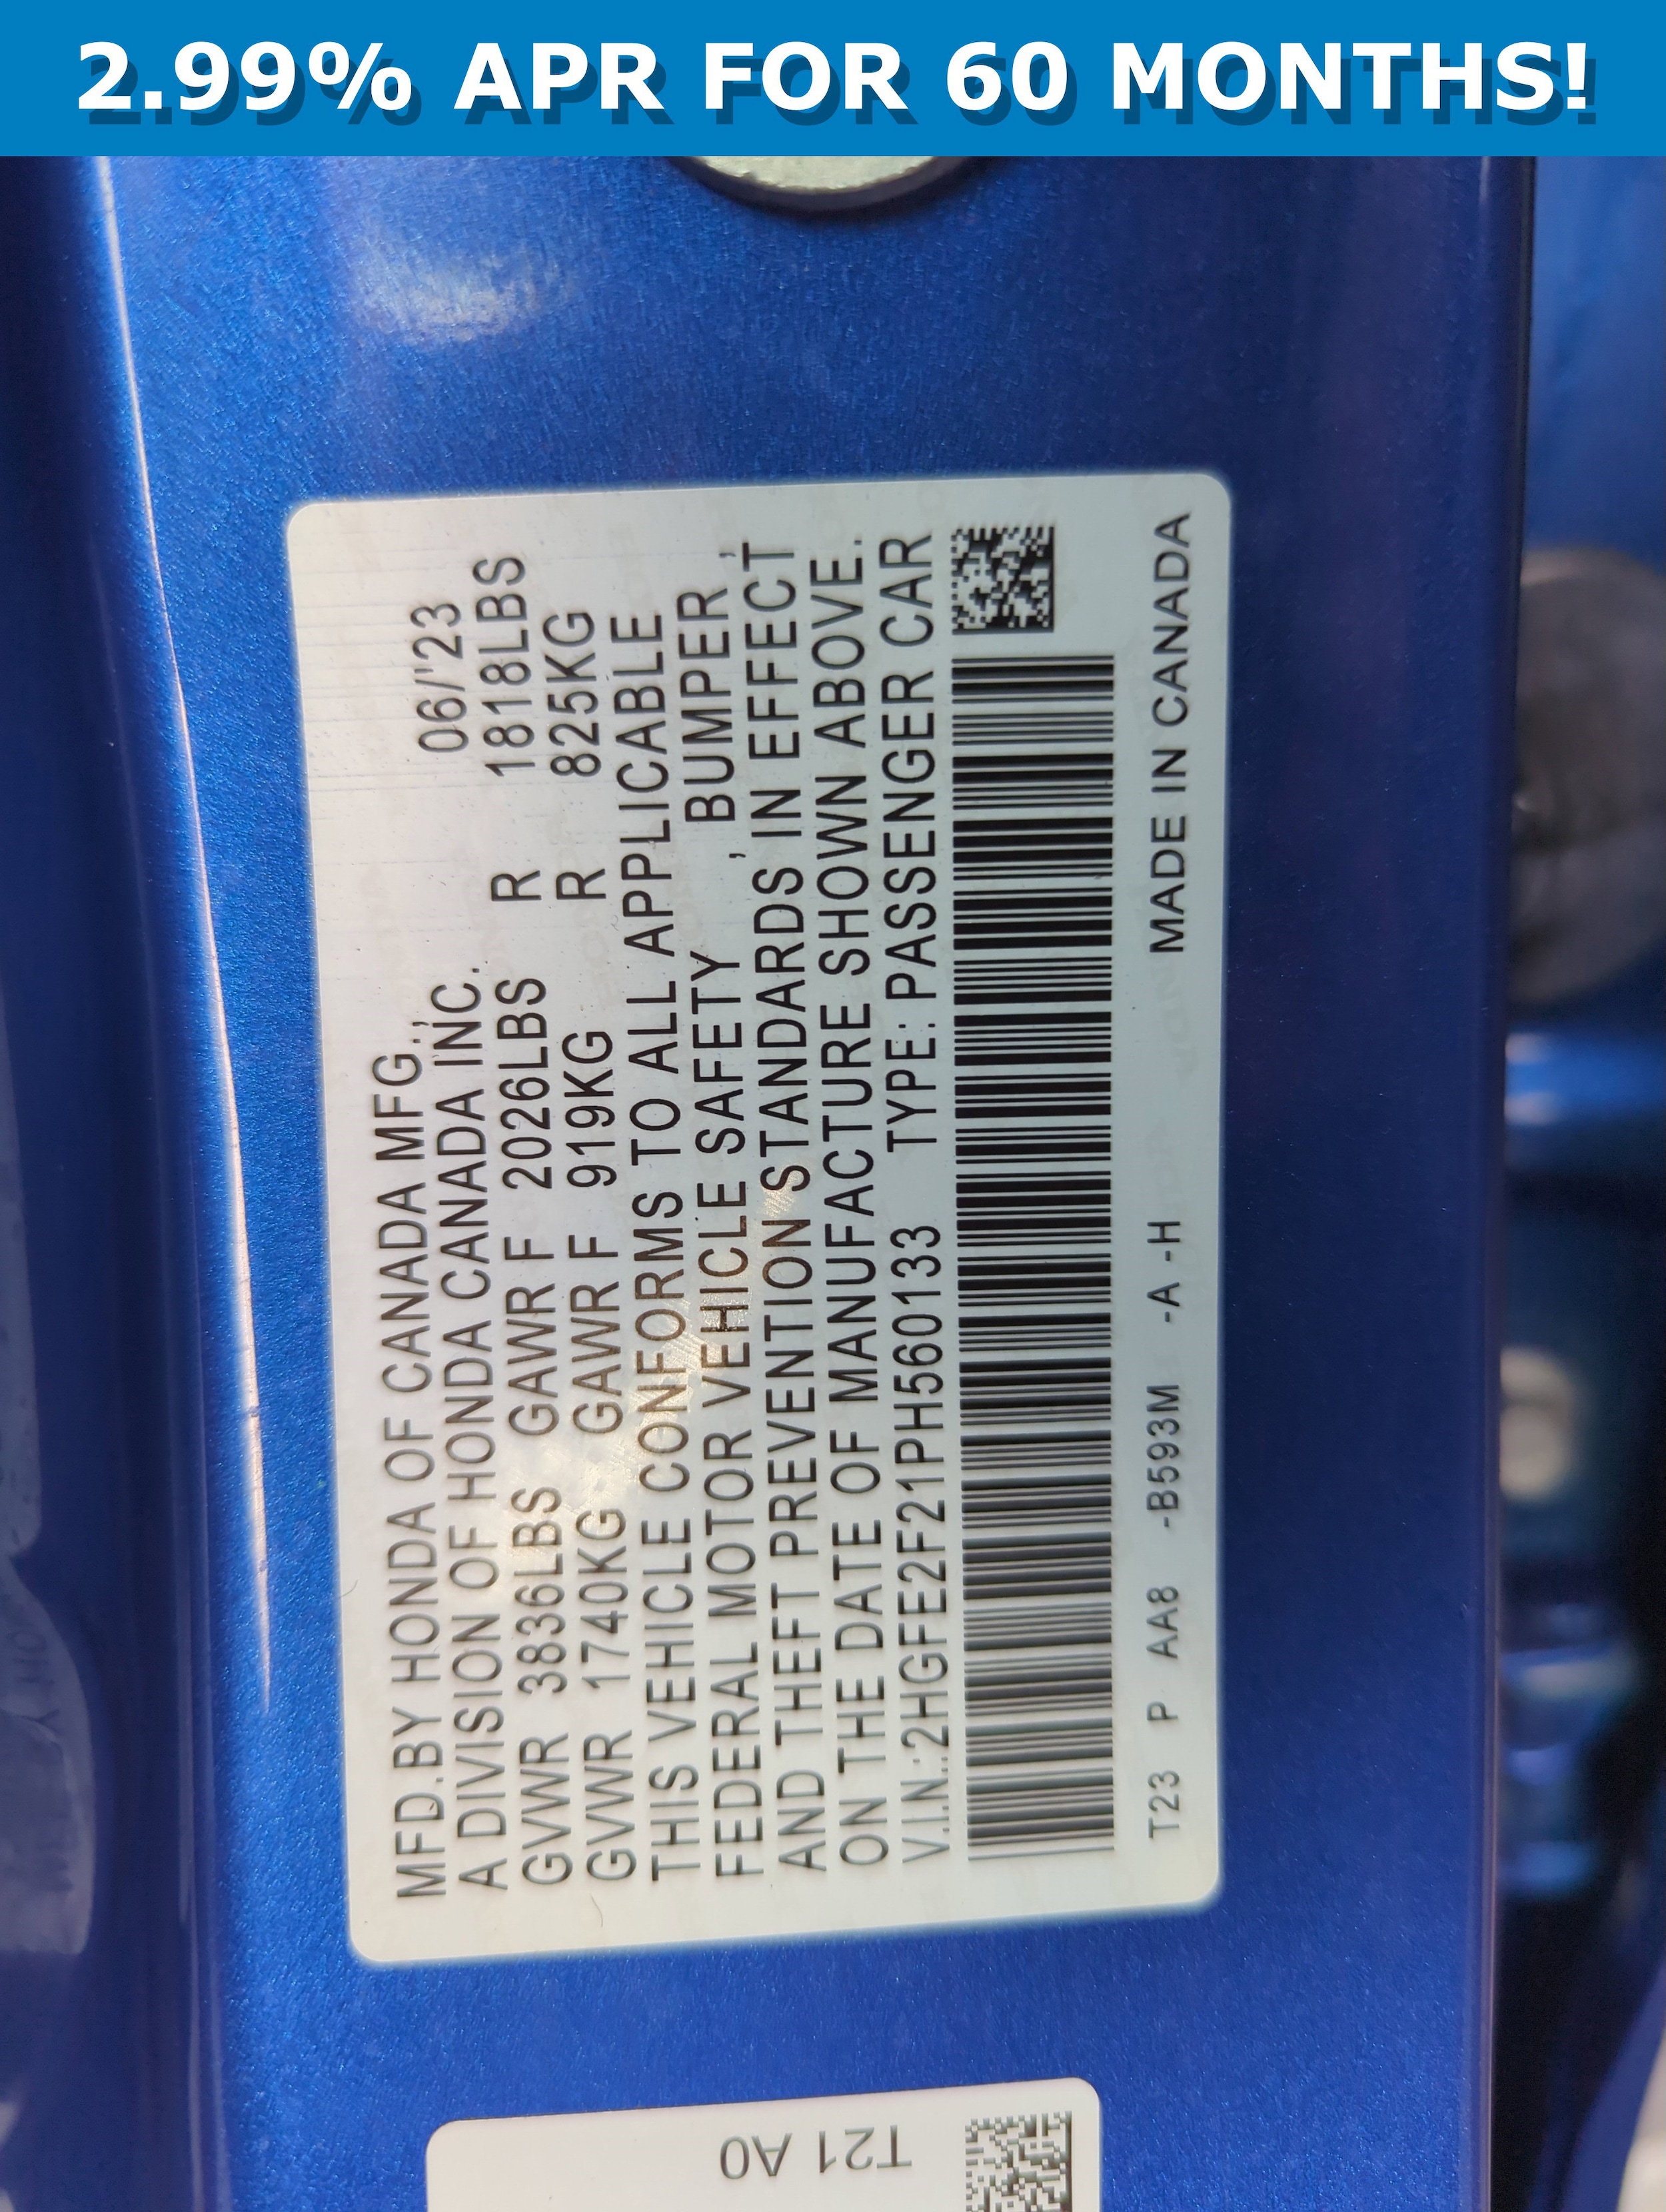 2.99% APR FOR 60 MONTHS!
MFD.BY HONDA OF CANADA MFG.,
A DIVISION OF HONDA CANADA INC. 06/'23
GVWR 3836LBS GAWR F 2026LBS R 1818LBS
GVWR 1740KG GAWR F 919KG R 825KG
THIS VEHICLE CONFORMS TO ALL APPLICABLE
FEDERAL MOTOR VEHICLE SAFETY , BUMPER ,
AND THEFT PREVENTION STANDARDS IN EFFECT
ON THE DATE OF MANUFACTURE SHOWN ABOVE.
V.I.N.:2HGFE2F21PH560133 TYPE: PASSENGER CAR
T23 P AA8 -B593M -A -H MADE IN CANADA
T21 A0